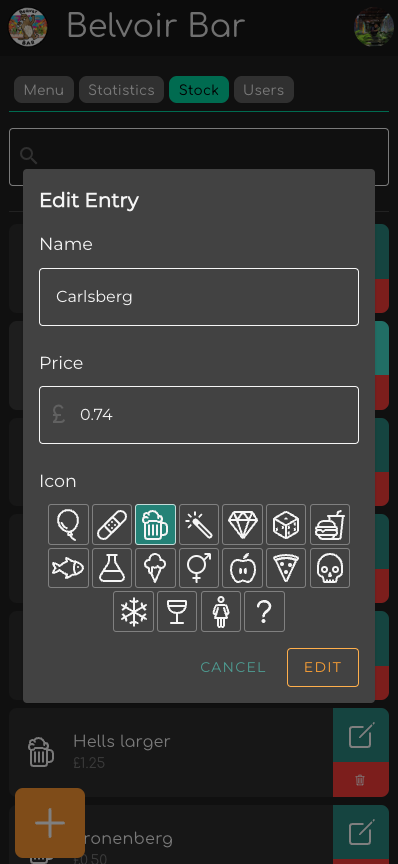 Belvoir Bar
Menu Statistics Stock Users
Edit Entry
Name
Carlsberg
Price
£ 0.74
Icon
?
CANCEL EDIT
Hells larger
£1.25
ronenberg
£0.50